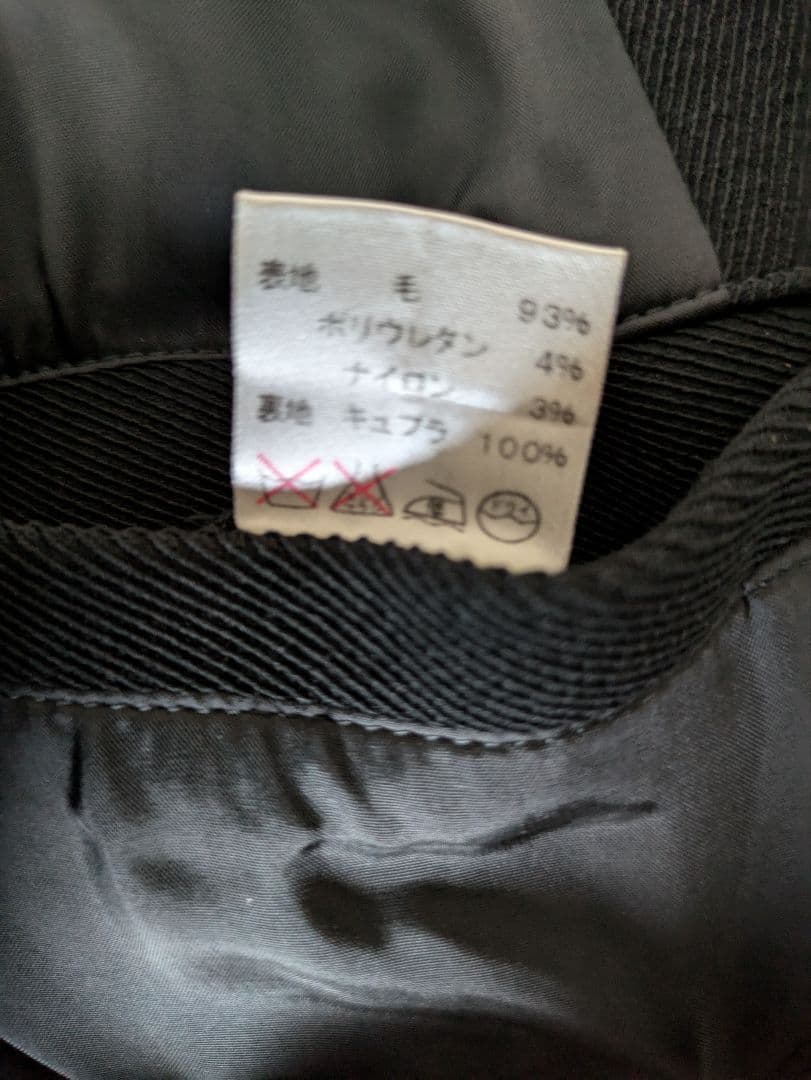 表地 毛 93%
ポリウレタン 4%
ナイロン 3%
裏地 キュプラ 100%